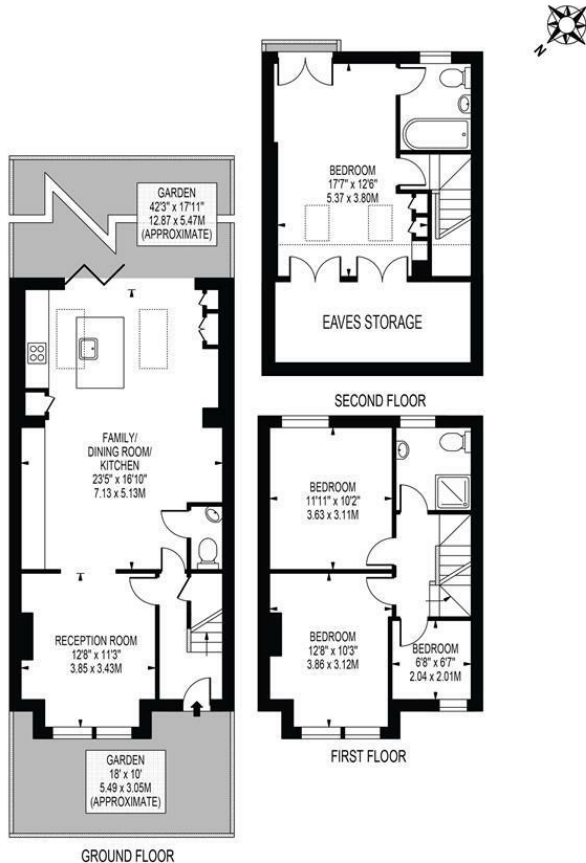 N
GARDEN
42'3" x 17'11"
12.87 x 5.47M
(APPROXIMATE)
BEDROOM
17'7" x 12'6"
5.37 x 3.80M
EAVES STORAGE
SECOND FLOOR
FAMILY/
DINING ROOM/
KITCHEN
23'5" x 16'10"
7.13 x 5.13M
RECEPTION ROOM
12'8" x 11'3"
3.85 x 3.43M
GARDEN
18' x 10'
5.49 x 3.05M
(APPROXIMATE)
GROUND FLOOR
BEDROOM
11'11" x 10'2"
3.63 x 3.11M
BEDROOM
12'8" x 10'3"
3.86 x 3.12M
BEDROOM
6'8" x 6'7"
2.04 x 2.01M
FIRST FLOOR